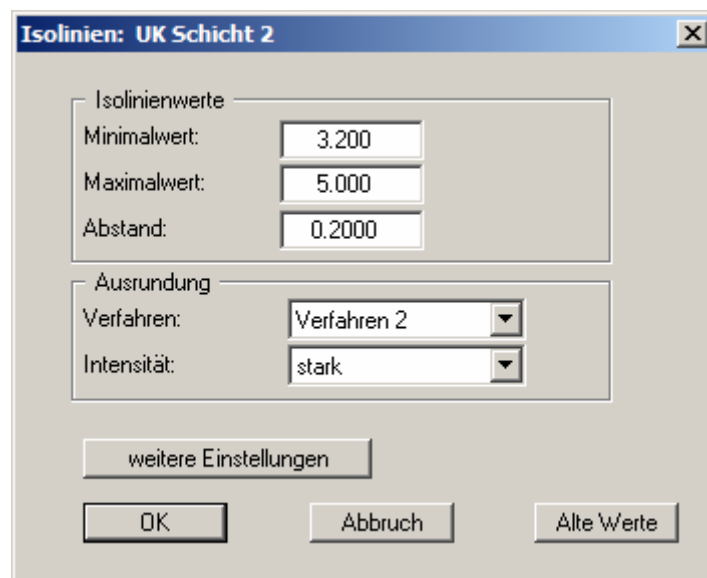 Isolinien: UK Schicht 2
Isolinienwerte
Minimalwert: 3.200
Maximalwert: 5.000
Abstand: 0.2000
Ausrundung
Verfahren: Verfahren 2
Intensität: stark
weitere Einstellungen
OK Abbruch Alte Werte